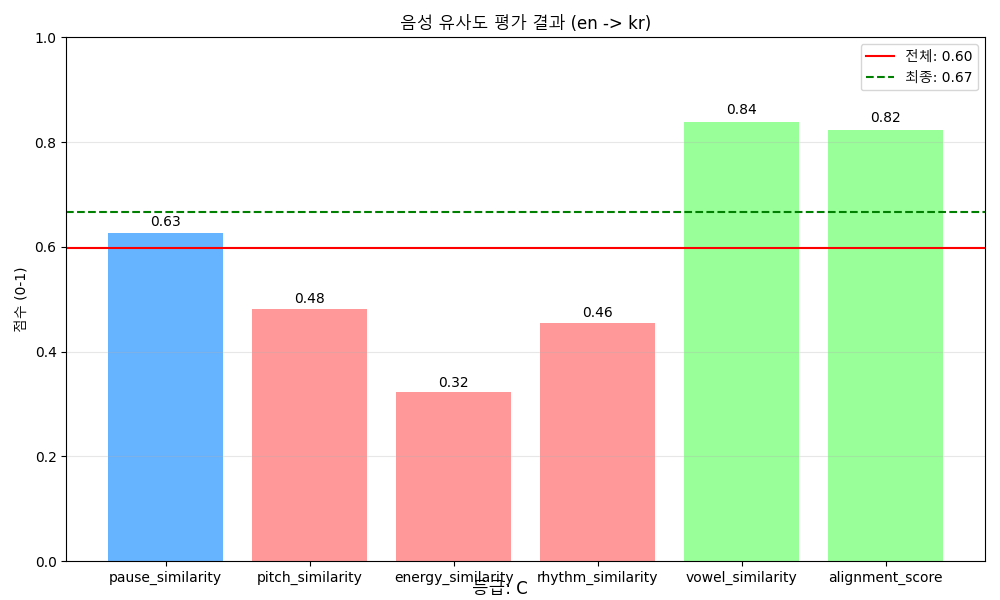 음성 유사도 평가 결과 (en -> kr)
전체: 0.60
최종: 0.67
점수 (0-1)
1.0
0.8
0.6
0.4
0.2
0.0
0.63
0.48
0.32
0.46
0.84
0.82
pause_similarity
pitch_similarity
energy_similarity
rhythm_similarity
vowel_similarity
alignment_score
등급: C